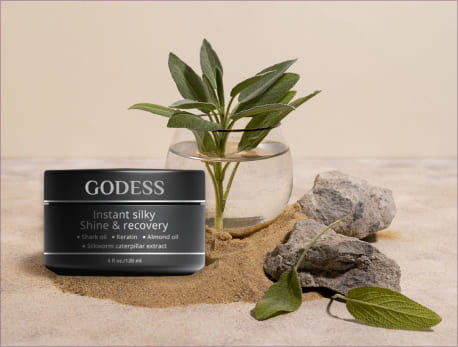 GODESS
Instant silky
Shine & recovery
• Shark oil • Keratin • Almond oil
• Silkworm caterpillar extract
4 fl oz./120 ml